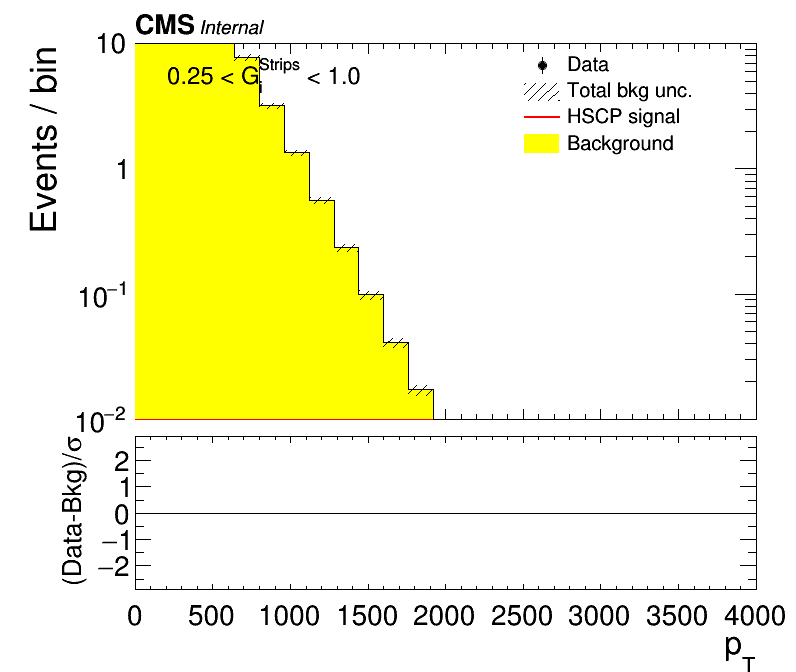 CMS Internal
Events / bin
10
1
10⁻¹
10⁻²
0.25 < G_i^Strips < 1.0
Data
Total bkg unc.
HSCP signal
Background
(Data-Bkg)/σ
2
1
0
−1
−2
0 500 1000 1500 2000 2500 3000 3500 4000
p_T